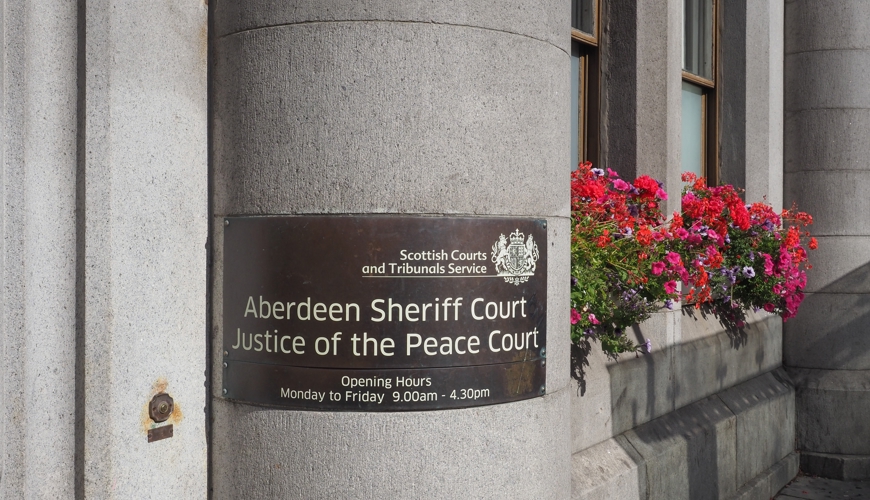 Scottish Courts
and Tribunals Service
Aberdeen Sheriff Court
Justice of the Peace Court
Opening Hours
Monday to Friday 9.00am - 4.30pm